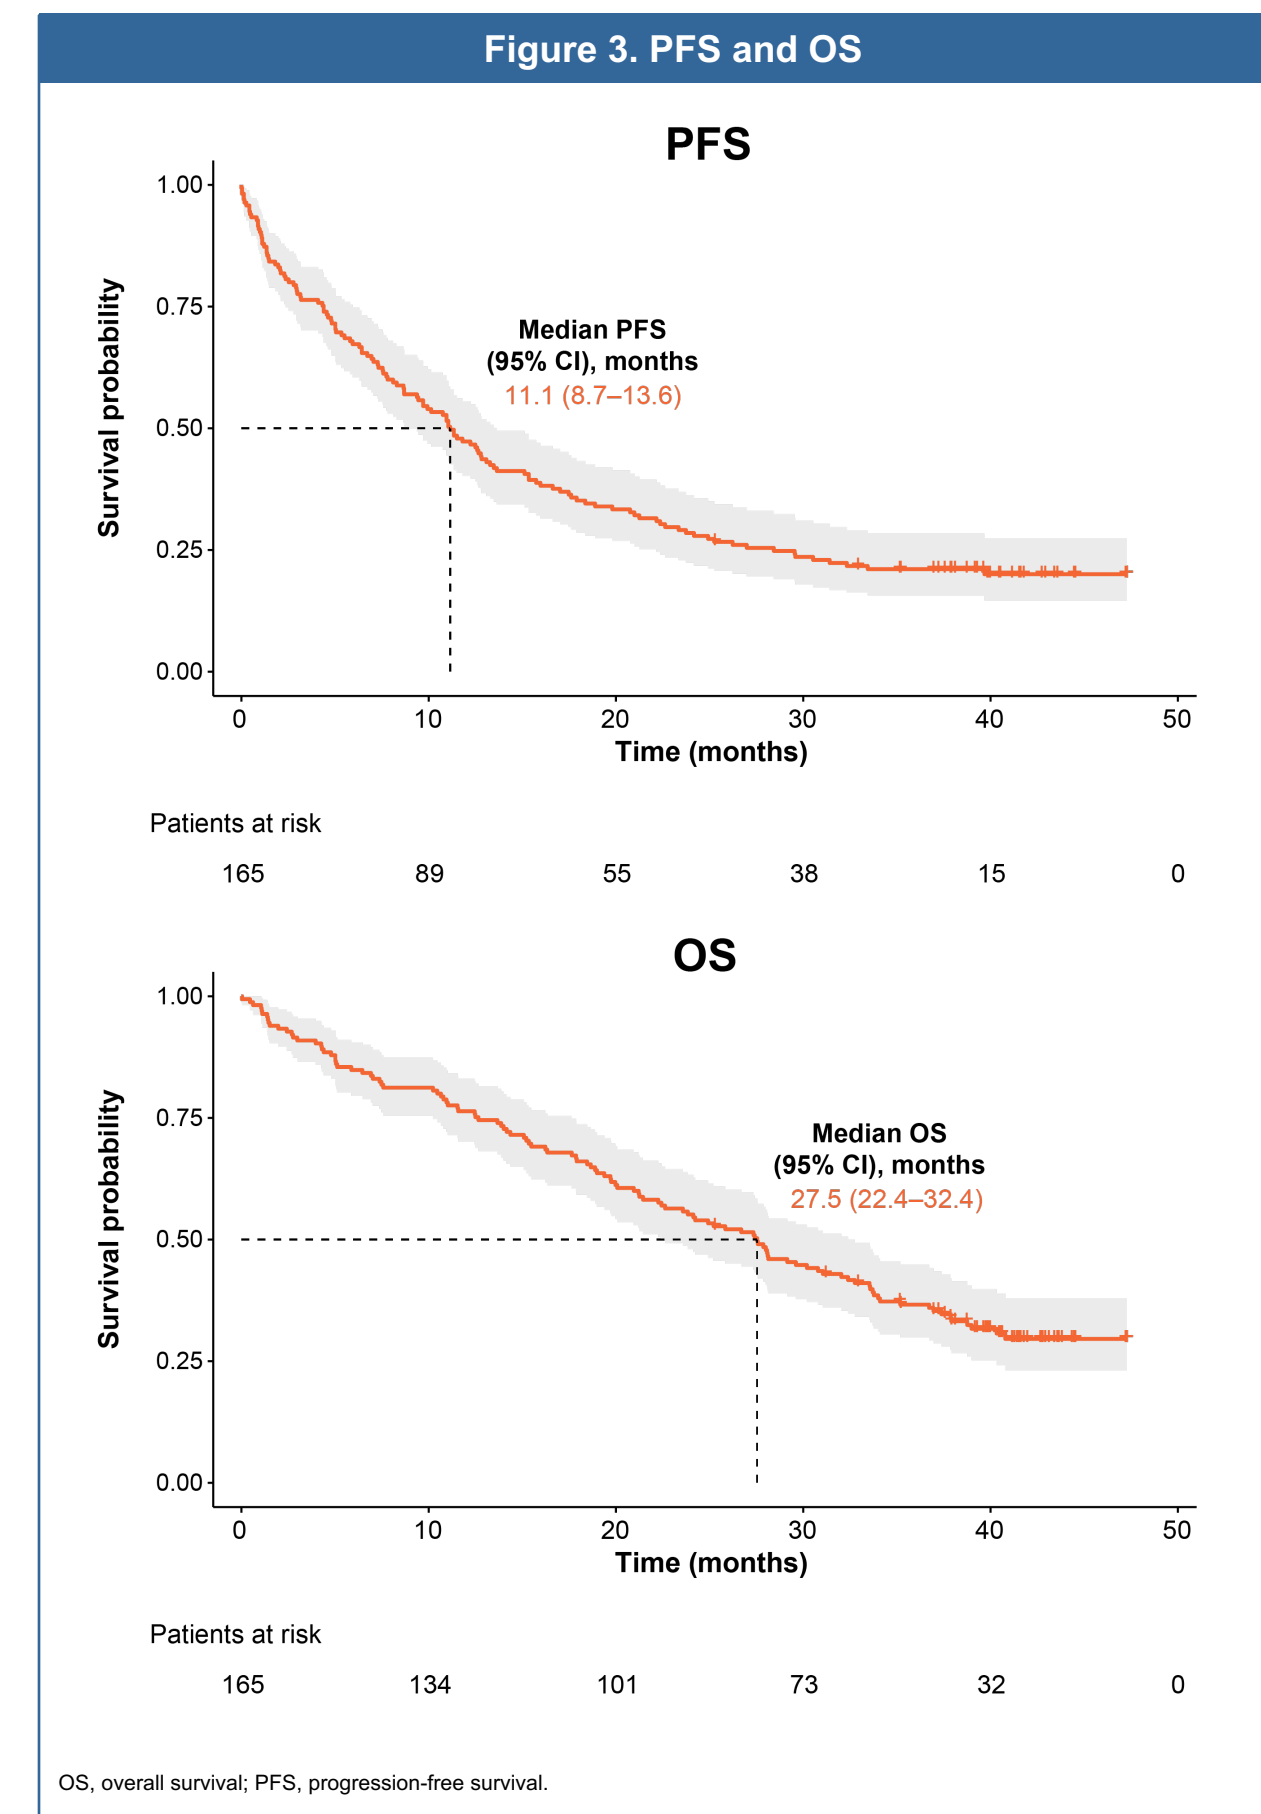 Figure 3. PFS and OS
PFS
1.00
0.75
0.50
0.25
0.00
Survival probability
Median PFS
(95% CI), months
11.1 (8.7–13.6)
0 10 20 30 40 50
Time (months)
Patients at risk
165 89 55 38 15 0
OS
1.00
0.75
0.50
0.25
0.00
Survival probability
Median OS
(95% CI), months
27.5 (22.4–32.4)
0 10 20 30 40 50
Time (months)
Patients at risk
165 134 101 73 32 0
OS, overall survival; PFS, progression-free survival.